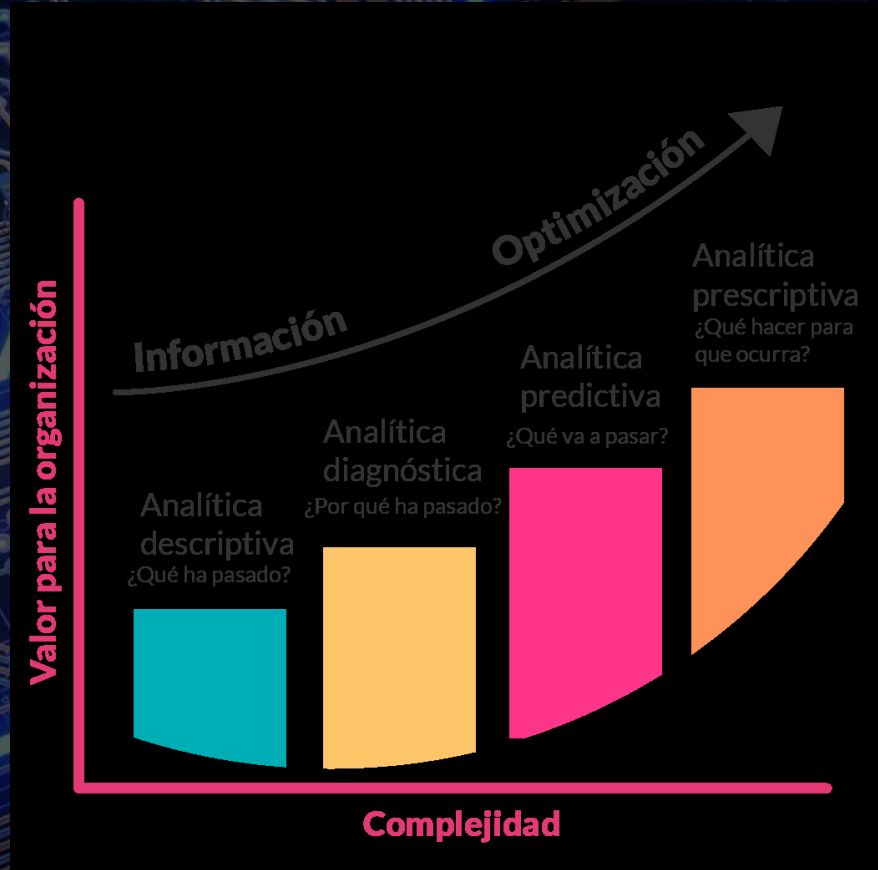 Optimización
Información
Valor para la organización
Analítica
descriptiva
¿Qué ha pasado?
Analítica
diagnóstica
¿Por qué ha pasado?
Analítica
predictiva
¿Qué va a pasar?
Analítica
prescriptiva
¿Qué hacer para
que ocurra?
Complejidad